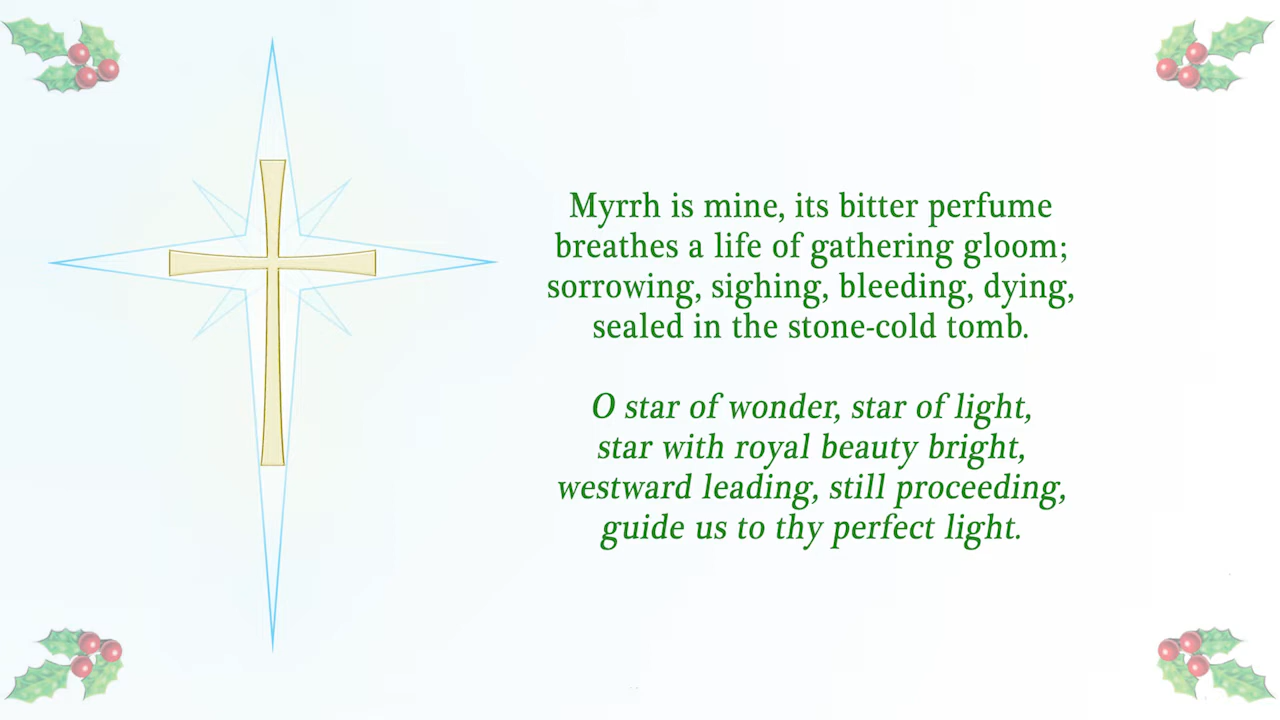 Myrrh is mine, its bitter perfume
breathes a life of gathering gloom;
sorrowing, sighing, bleeding, dying,
sealed in the stone-cold tomb.
O star of wonder, star of light,
star with royal beauty bright,
westward leading, still proceeding,
guide us to thy perfect light.